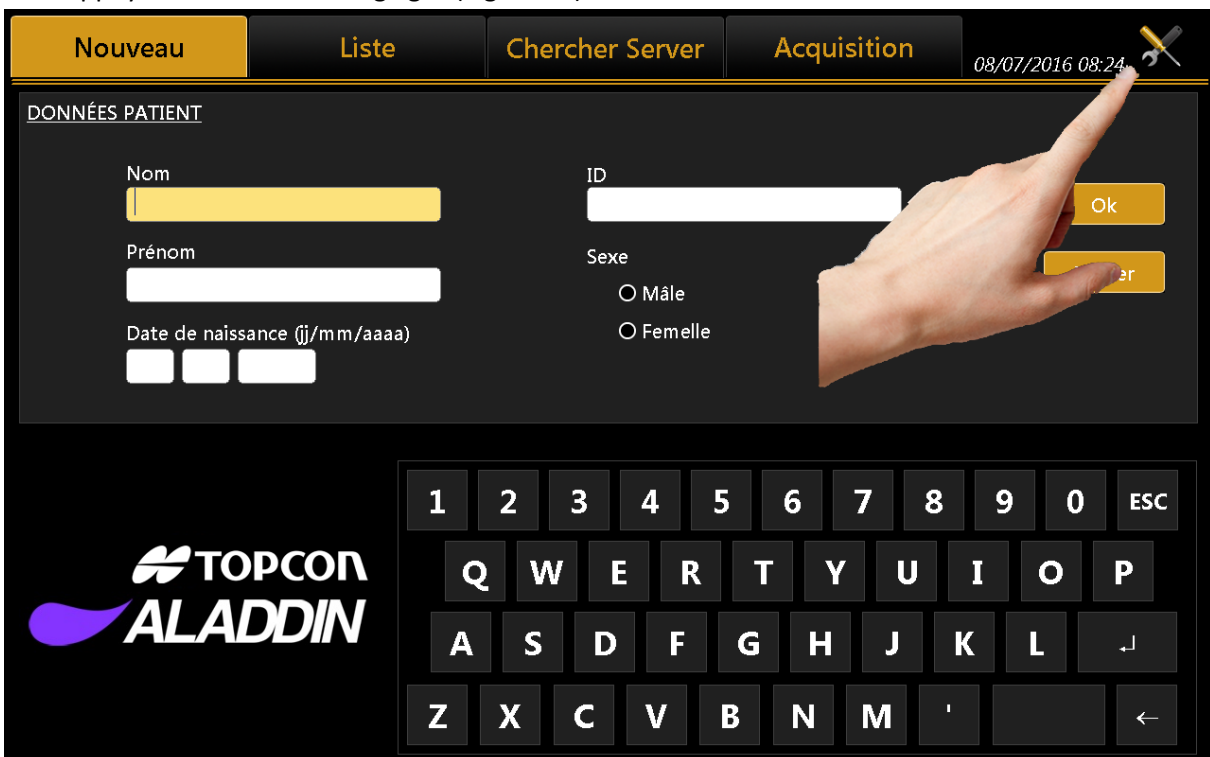 Nouveau Liste Chercher Server Acquisition 08/07/2016 08:24
DONNÉES PATIENT
Nom ID
Ok
Prénom Sexe
Mâle
Date de naissance (jj/mm/aaaa) Femelle
1 2 3 4 5 6 7 8 9 0 ESC
Q W E R T Y U I O P
A S D F G H J K L ↵
Z X C V B N M ' ←
TOPCON
ALADDIN